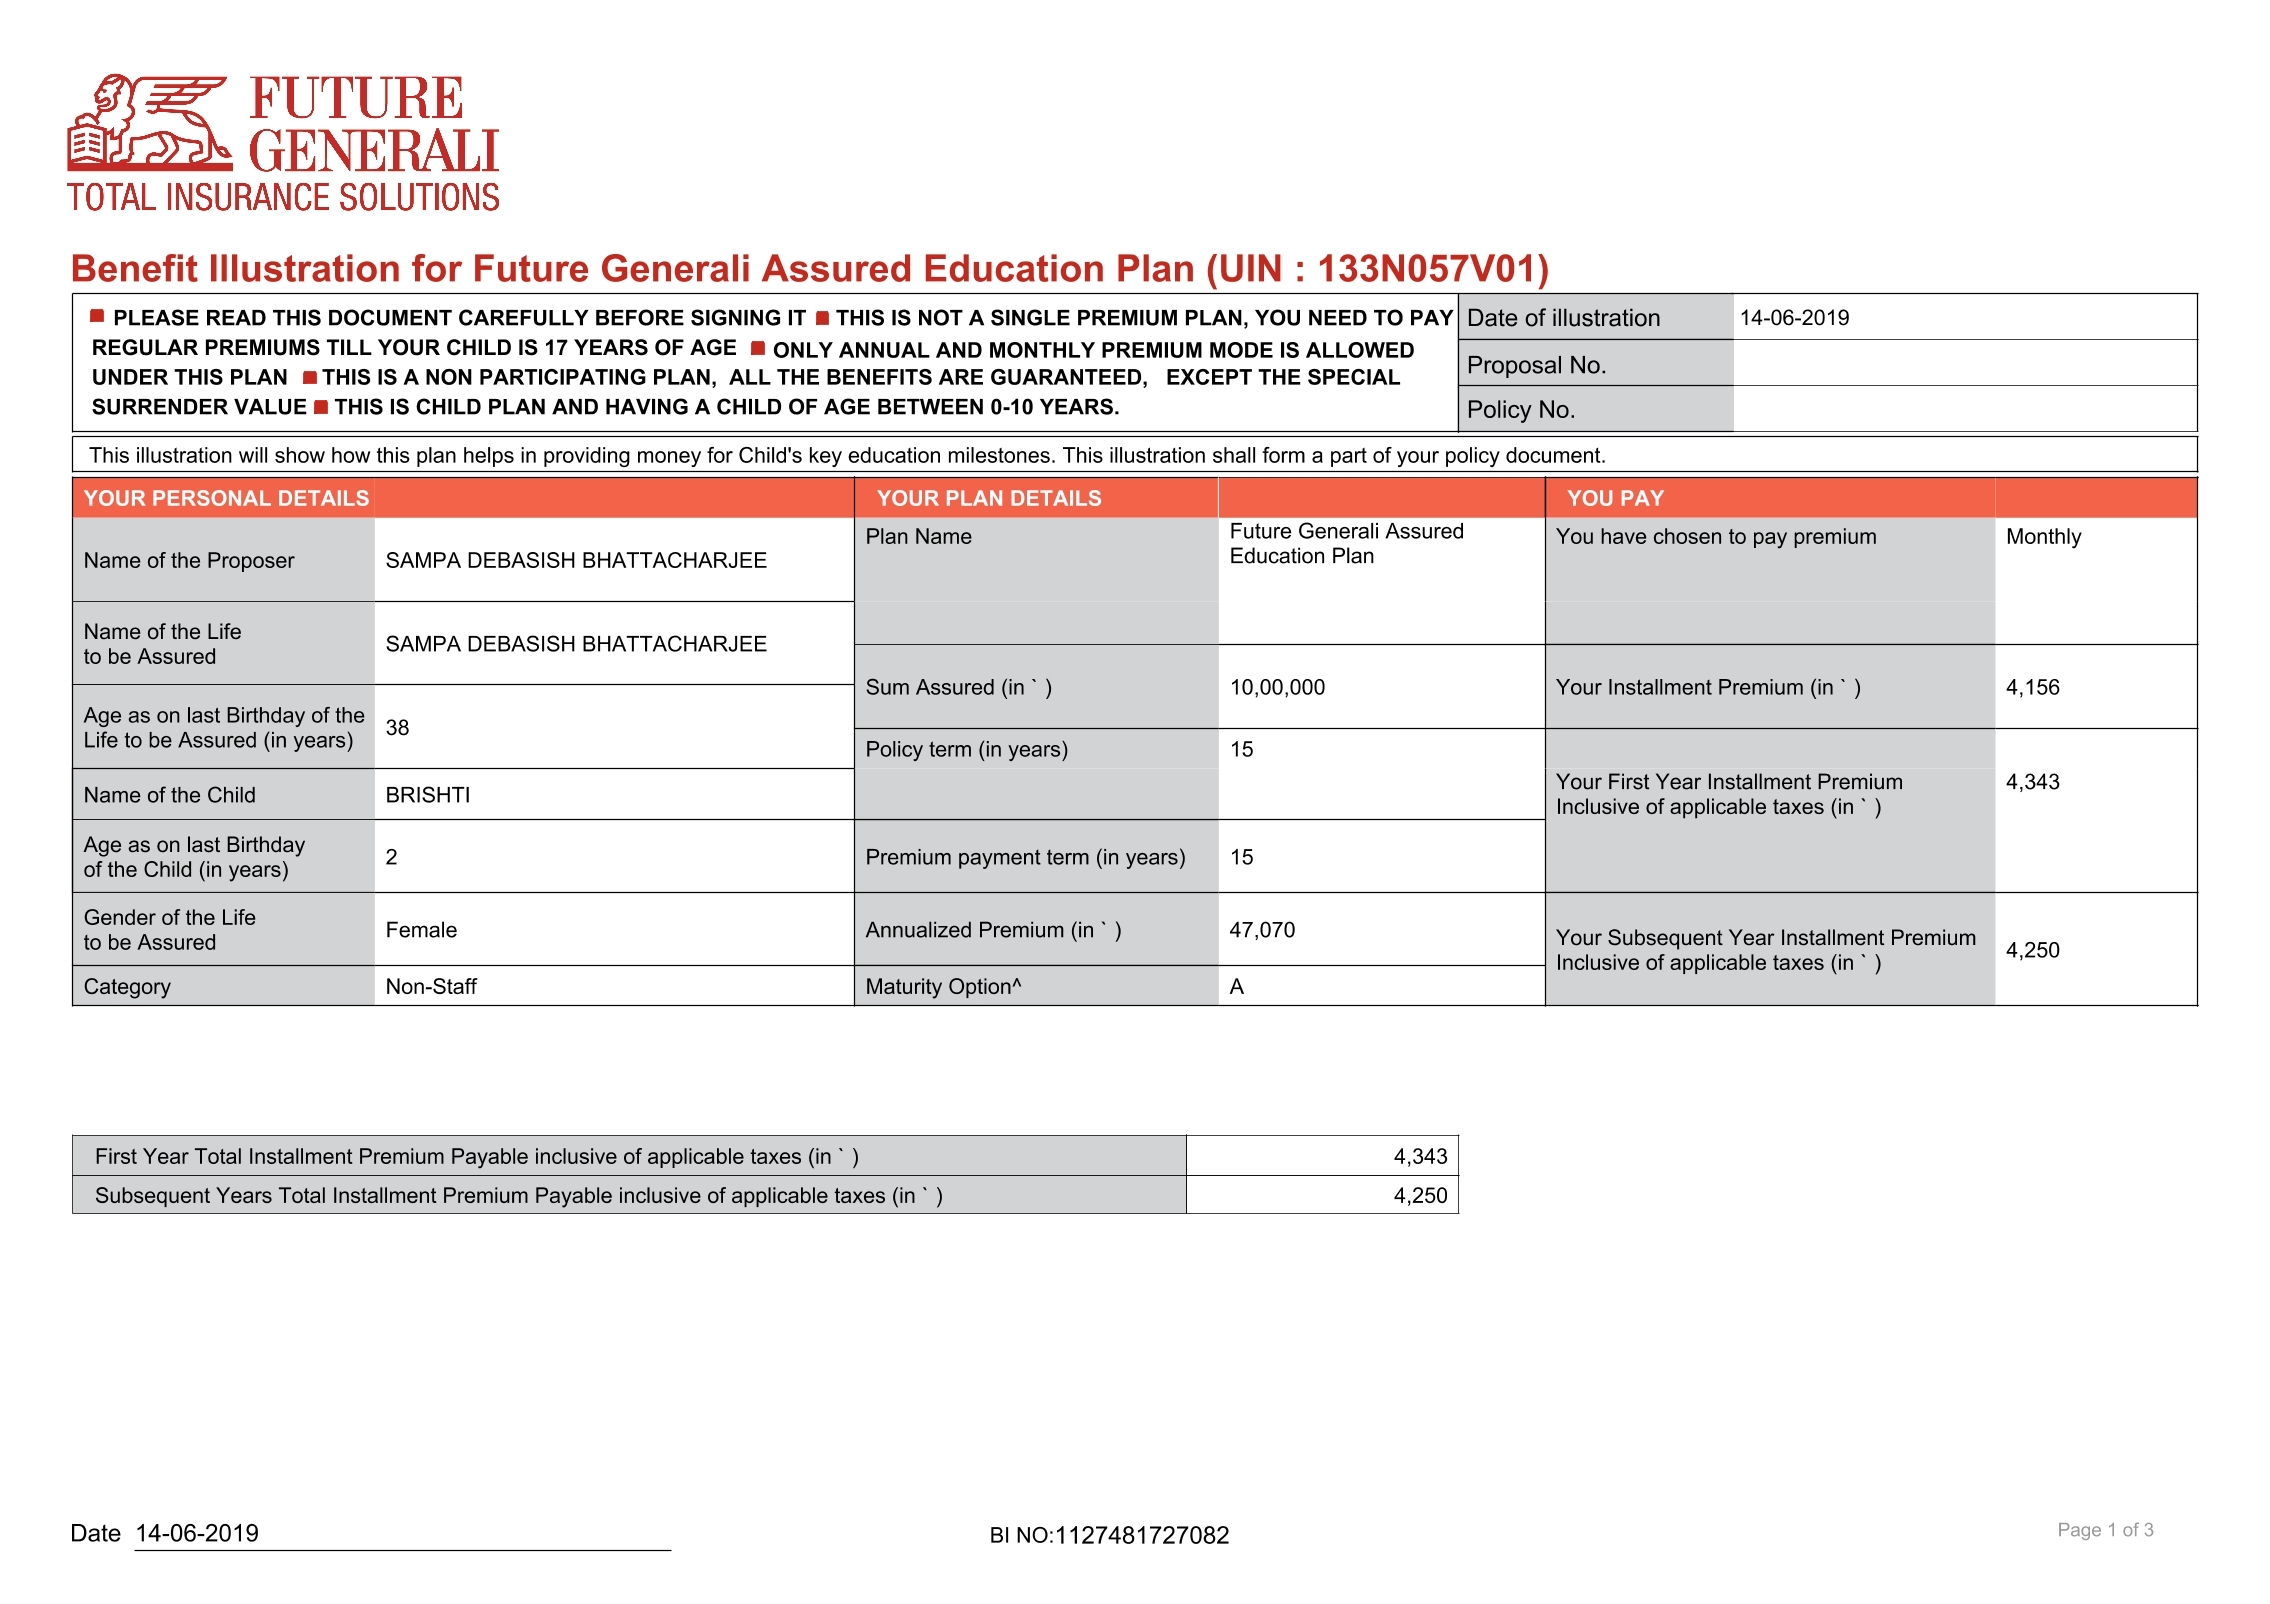 FUTURE
GENERALI
TOTAL INSURANCE SOLUTIONS
Benefit Illustration for Future Generali Assured Education Plan (UIN : 133N057V01)
PLEASE READ THIS DOCUMENT CAREFULLY BEFORE SIGNING IT THIS IS NOT A SINGLE PREMIUM PLAN, YOU NEED TO PAY
REGULAR PREMIUMS TILL YOUR CHILD IS 17 YEARS OF AGE ONLY ANNUAL AND MONTHLY PREMIUM MODE IS ALLOWED
UNDER THIS PLAN THIS IS A NON PARTICIPATING PLAN, ALL THE BENEFITS ARE GUARANTEED, EXCEPT THE SPECIAL
SURRENDER VALUE THIS IS CHILD PLAN AND HAVING A CHILD OF AGE BETWEEN 0-10 YEARS.
Date of illustration 14-06-2019
Proposal No.
Policy No.
This illustration will show how this plan helps in providing money for Child's key education milestones. This illustration shall form a part of your policy document.
YOUR PERSONAL DETAILS
Name of the Proposer SAMPA DEBASISH BHATTACHARJEE
Name of the Life
to be Assured SAMPA DEBASISH BHATTACHARJEE
Age as on last Birthday of the
Life to be Assured (in years) 38
Name of the Child BRISHTI
Age as on last Birthday
of the Child (in years) 2
Gender of the Life
to be Assured Female
Category Non-Staff
YOUR PLAN DETAILS
Plan Name Future Generali Assured
Education Plan
Sum Assured (in ` ) 10,00,000
Policy term (in years) 15
Premium payment term (in years) 15
Annualized Premium (in ` ) 47,070
Maturity Option^ A
YOU PAY
You have chosen to pay premium Monthly
Your Installment Premium (in ` ) 4,156
Your First Year Installment Premium 4,343
Inclusive of applicable taxes (in ` )
Your Subsequent Year Installment Premium
Inclusive of applicable taxes (in ` ) 4,250
First Year Total Installment Premium Payable inclusive of applicable taxes (in ` ) 4,343
Subsequent Years Total Installment Premium Payable inclusive of applicable taxes (in ` ) 4,250
Date 14-06-2019
BI NO:1127481727082
Page 1 of 3